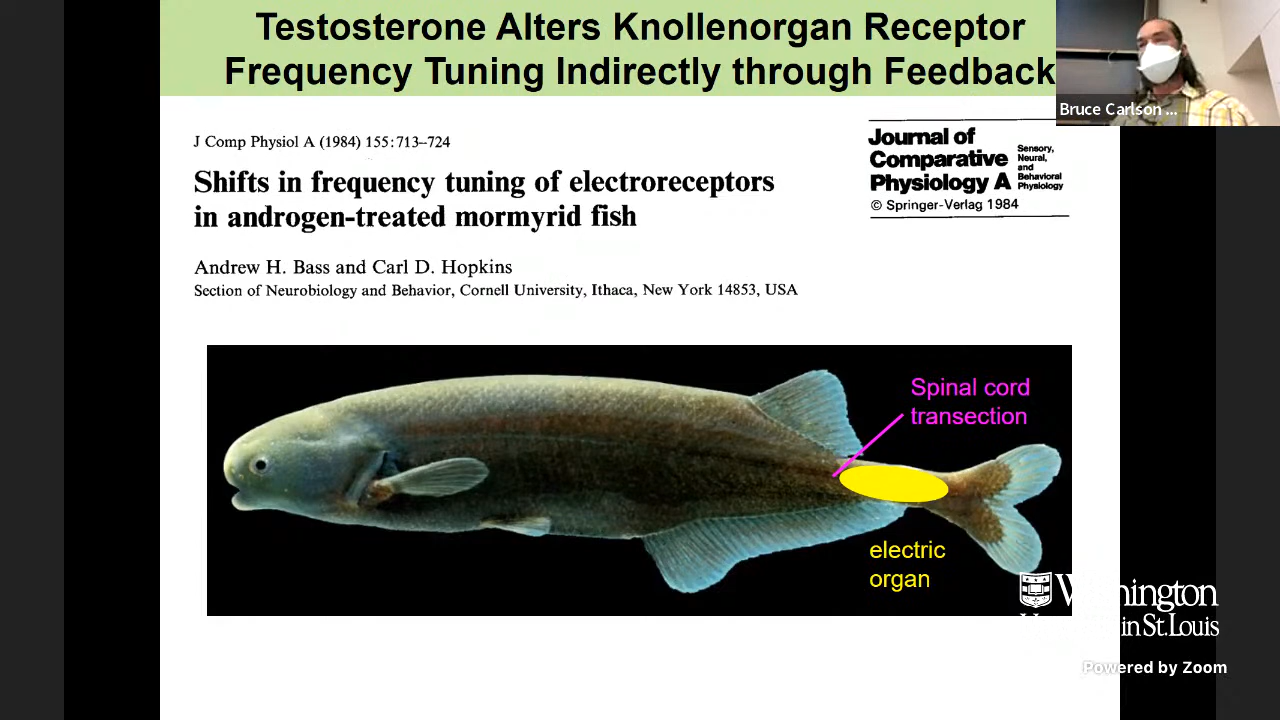 Testosterone Alters Knollenorgan Receptor
Frequency Tuning Indirectly through Feedback
Bruce Carlson ...
J Comp Physiol A (1984) 155:713–724
Journal of
Comparative
Physiology A
Sensory,
Neural,
and
Behavioral
Physiology
© Springer-Verlag 1984
Shifts in frequency tuning of electroreceptors
in androgen-treated mormyrid fish
Andrew H. Bass and Carl D. Hopkins
Section of Neurobiology and Behavior, Cornell University, Ithaca, New York 14853, USA
Spinal cord
transection
electric
organ
Washington
in St. Louis
Powered by Zoom